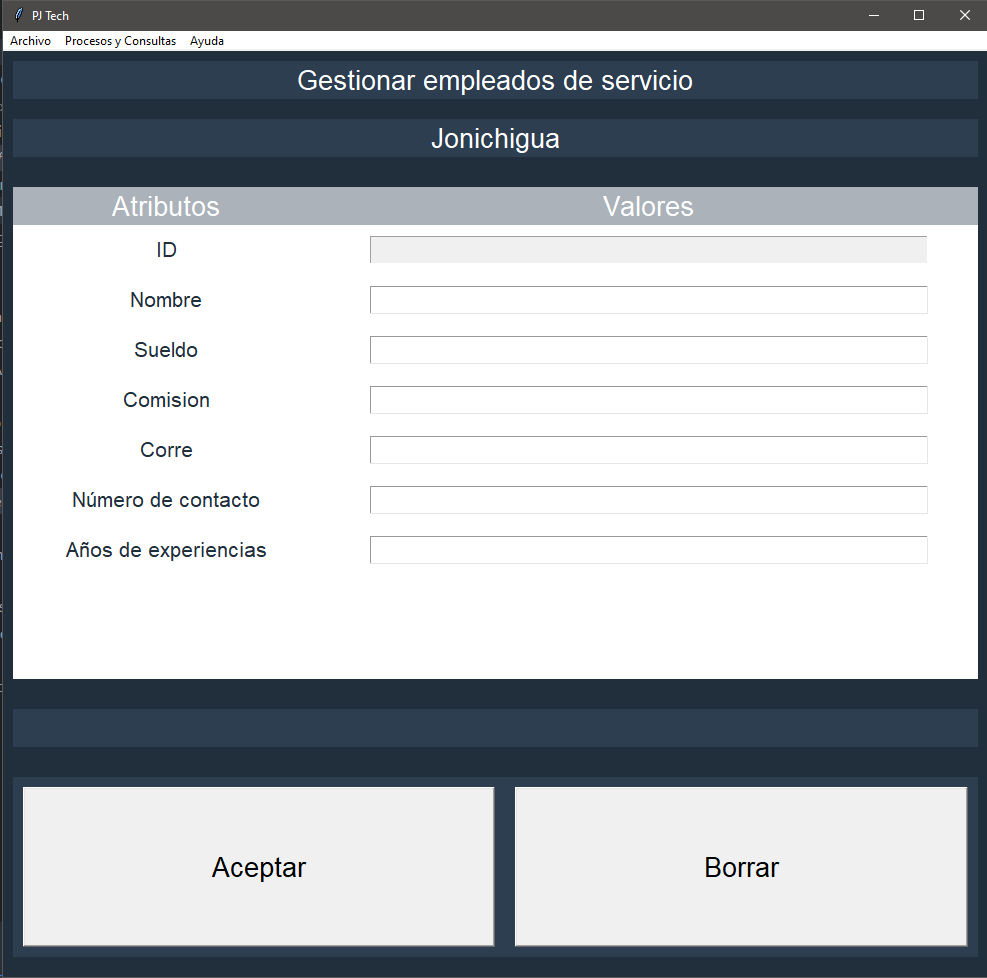 PJ Tech
Archivo Procesos y Consultas Ayuda
Gestionar empleados de servicio
Jonichigua
Atributos Valores
ID
Nombre
Sueldo
Comision
Corre
Número de contacto
Años de experiencias
Aceptar Borrar